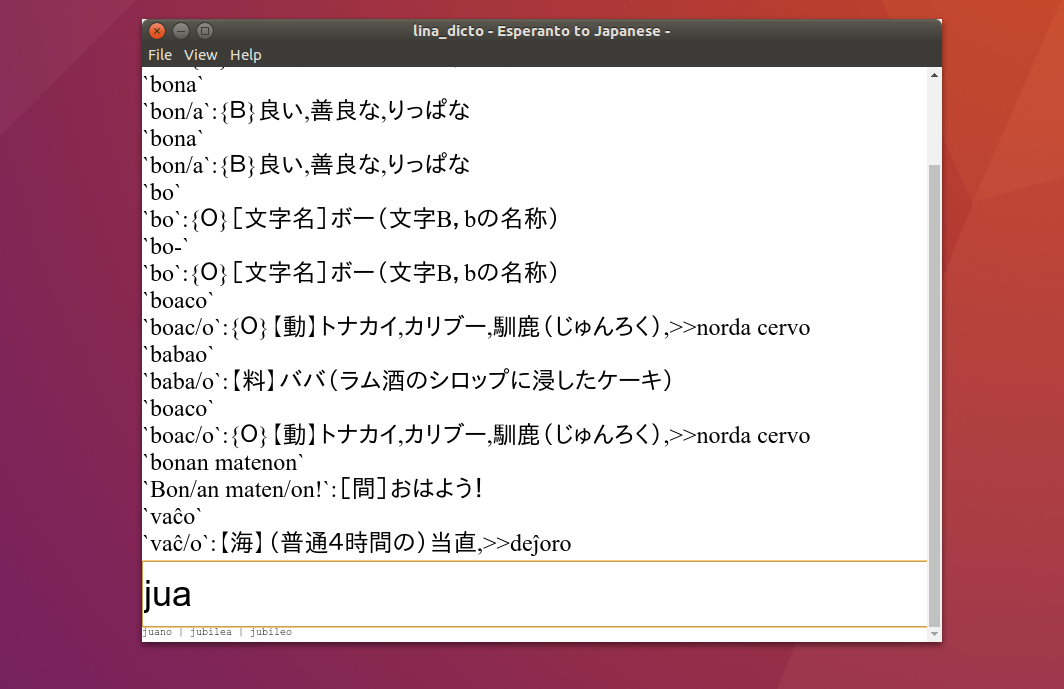 lina_dicto - Esperanto to Japanese -
File View Help
`bona`
`bon/a`:{B}良い,善良な,りっぱな
`bona`
`bon/a`:{B}良い,善良な,りっぱな
`bo`
`bo`:{O}［文字名］ボー（文字B，bの名称）
`bo-`
`bo`:{O}［文字名］ボー（文字B，bの名称）
`boaco`
`boac/o`:{O}【動】トナカイ,カリブー,馴鹿（じゅんろく）,>>norda cervo
`babao`
`baba/o`:【料】ババ（ラム酒のシロップに浸したケーキ）
`boaco`
`boac/o`:{O}【動】トナカイ,カリブー,馴鹿（じゅんろく）,>>norda cervo
`bonan matenon`
`Bon/an maten/on!`:［間］おはよう！
`vaĉo`
`vaĉ/o`:【海】（普通４時間の）当直,>>deĵoro
jua
juano | jubilea | jubileo